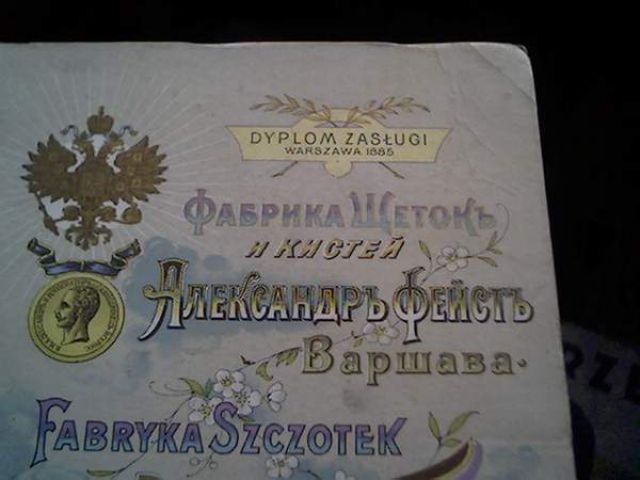 DYPLOM ZASŁUGI
WARSZAWA 1885
ФАБРИКА ЩЕТОКЪ
И КИСТЕЙ
АЛЕКСАНДРЪ ФЕЙСТЪ
ВАРШАВА.
FABRYKA SZCZOTEK